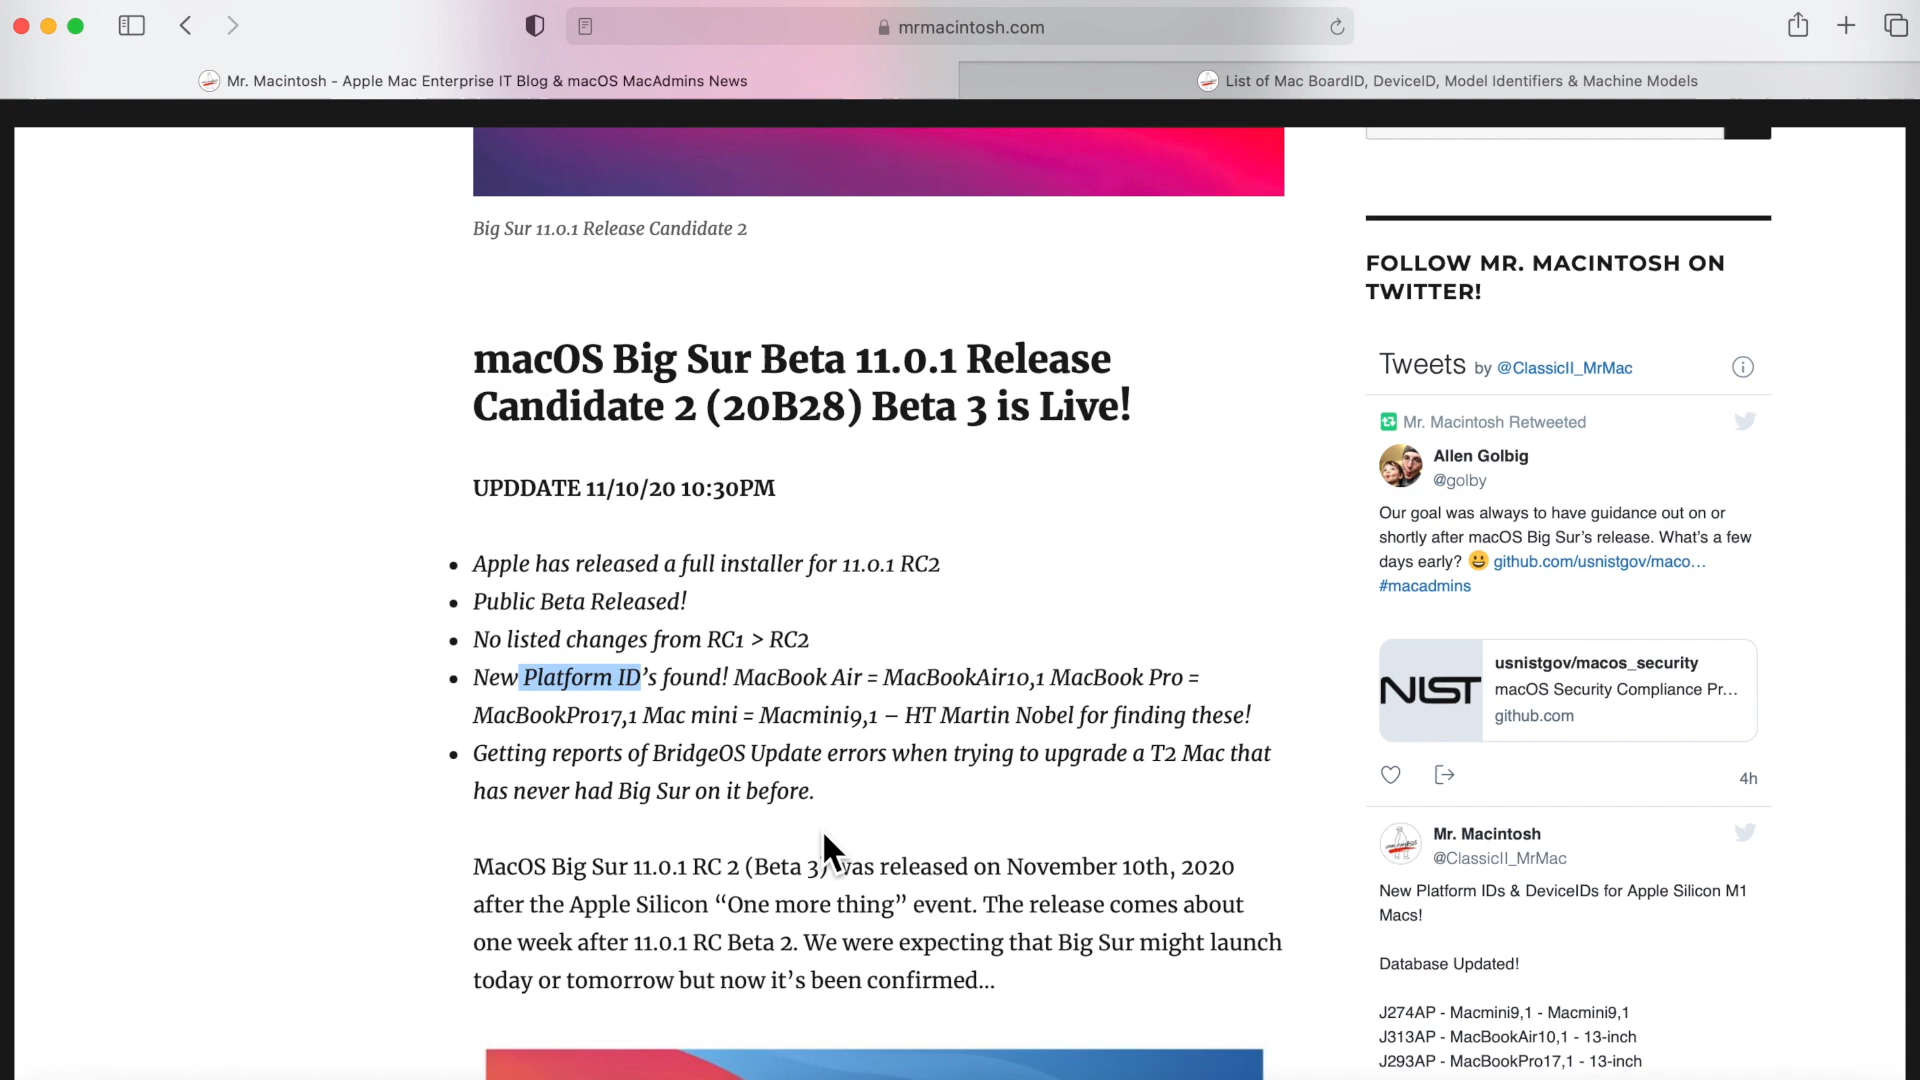 mrmacintosh.com
Mr. Macintosh - Apple Mac Enterprise IT Blog & macOS MacAdmins News
List of Mac BoardID, DeviceID, Model Identifiers & Machine Models
Big Sur 11.0.1 Release Candidate 2
macOS Big Sur Beta 11.0.1 Release
Candidate 2 (20B28) Beta 3 is Live!
UPDDATE 11/10/20 10:30PM
• Apple has released a full installer for 11.0.1 RC2
• Public Beta Released!
• No listed changes from RC1 > RC2
• New Platform ID’s found! MacBook Air = MacBookAir10,1 MacBook Pro =
MacBookPro17,1 Mac mini = Macmini9,1 – HT Martin Nobel for finding these!
• Getting reports of BridgeOS Update errors when trying to upgrade a T2 Mac that
has never had Big Sur on it before.
MacOS Big Sur 11.0.1 RC 2 (Beta 3) was released on November 10th, 2020
after the Apple Silicon “One more thing” event. The release comes about
one week after 11.0.1 RC Beta 2. We were expecting that Big Sur might launch
today or tomorrow but now it’s been confirmed…
FOLLOW MR. MACINTOSH ON
TWITTER!
Tweets by @ClassicII_MrMac
Mr. Macintosh Retweeted
Allen Golbig
@golby
Our goal was always to have guidance out on or
shortly after macOS Big Sur’s release. What’s a few
days early? 😀 github.com/usnistgov/maco…
#macadmins
NIST
usnistgov/macos_security
macOS Security Compliance Pr...
github.com
4h
Mr. Macintosh
@ClassicII_MrMac
New Platform IDs & DeviceIDs for Apple Silicon M1
Macs!
Database Updated!
J274AP - Macmini9,1 - Macmini9,1
J313AP - MacBookAir10,1 - 13-inch
J293AP - MacBookPro17,1 - 13-inch